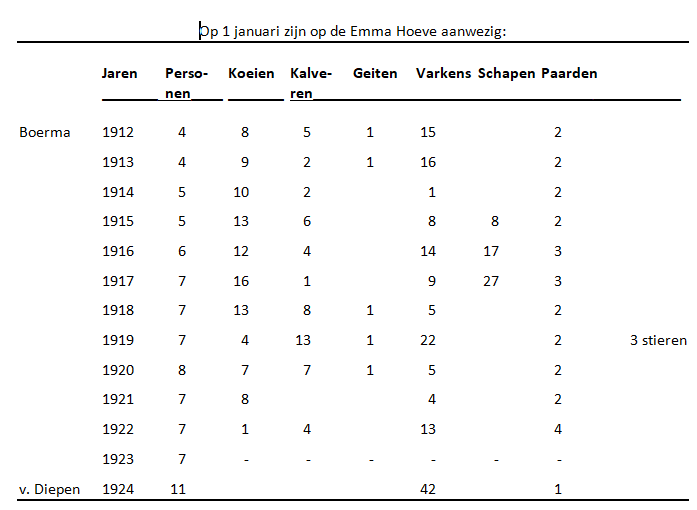 Op 1 januari zijn op de Emma Hoeve aanwezig:
Jaren Perso- Koeien Kalve- Geiten Varkens Schapen Paarden
nen ren
Boerma 1912 4 8 5 1 15 2
1913 4 9 2 1 16 2
1914 5 10 2 1 2
1915 5 13 6 8 8 2
1916 6 12 4 14 17 3
1917 7 16 1 9 27 3
1918 7 13 8 1 5 2
1919 7 4 13 1 22 2 3 stieren
1920 8 7 7 1 5 2
1921 7 8 4 2
1922 7 1 4 13 4
1923 7 - - - - - -
v. Diepen 1924 11 42 1